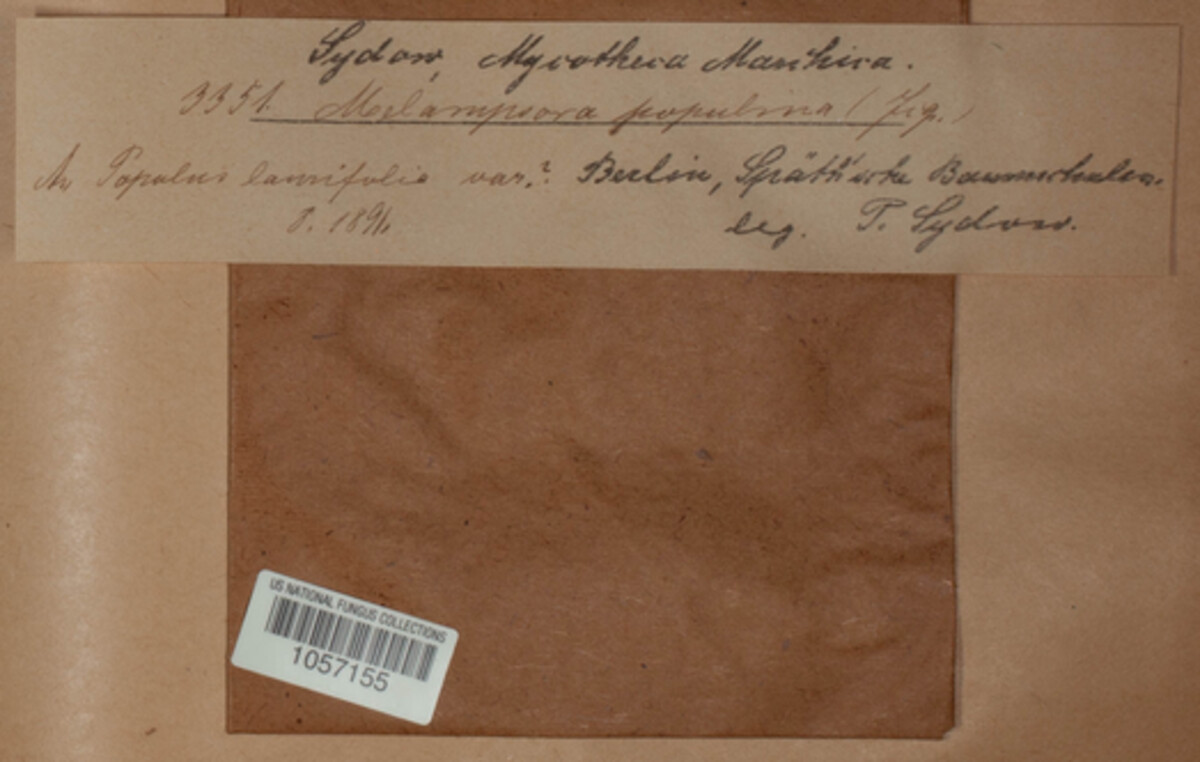 Sydow, Mycotheca Marchica.
3351. Melampsora populina (Jcq.)
An Populus laurifolia var.? Berlin, Späth'sche Baumschulen.
8. 1891.
leg. P. Sydow.
US NATIONAL FUNGUS COLLECTIONS
1057155